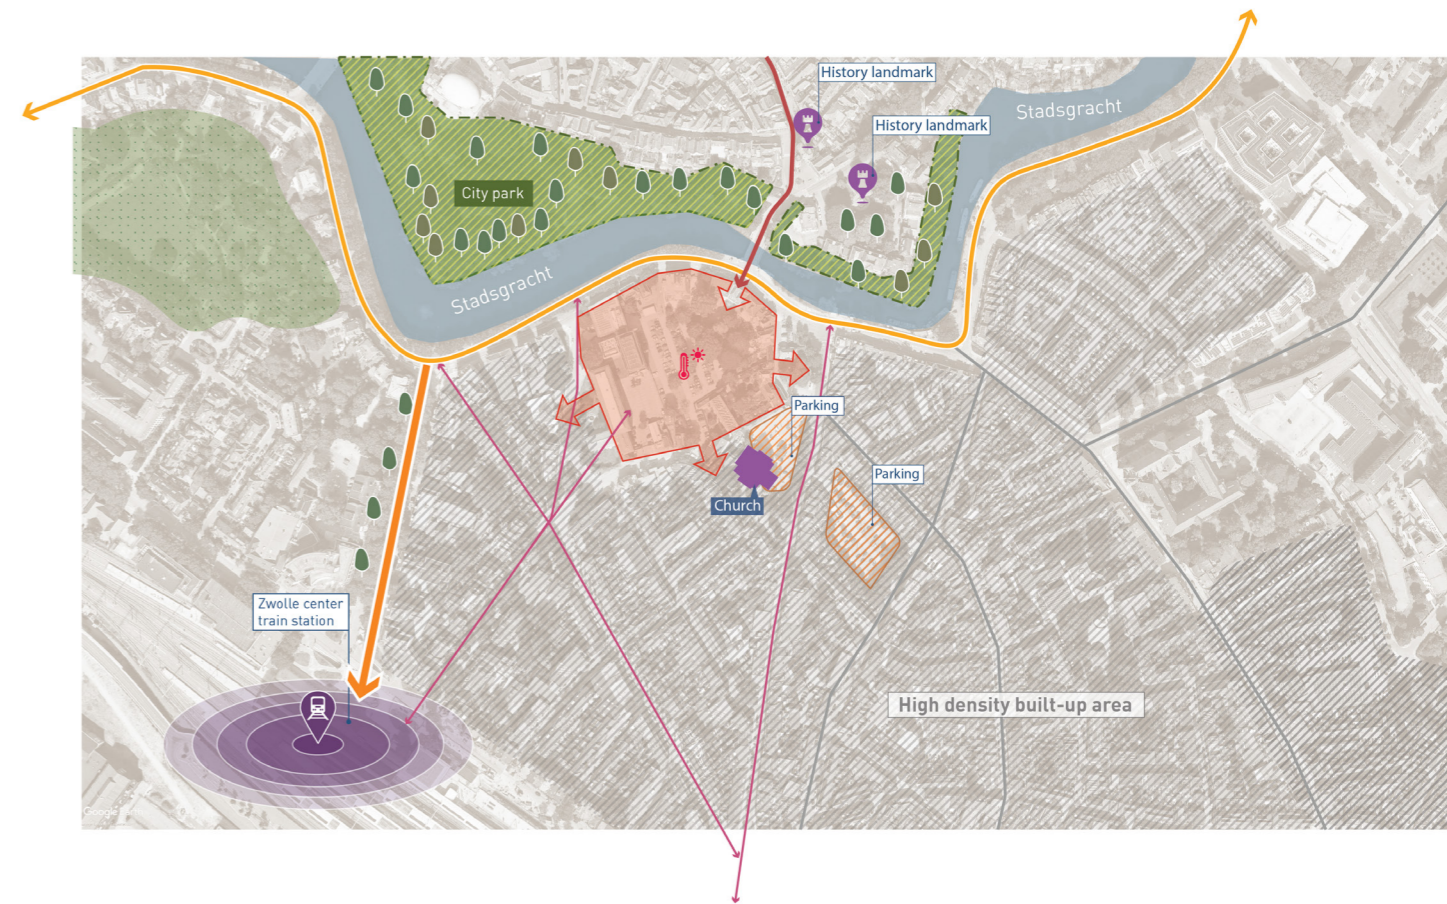 History landmark
Stadsgracht
History landmark
City park
Stadsgracht
Parking
Parking
Church
Zwolle center
train station
High density built-up area
Google